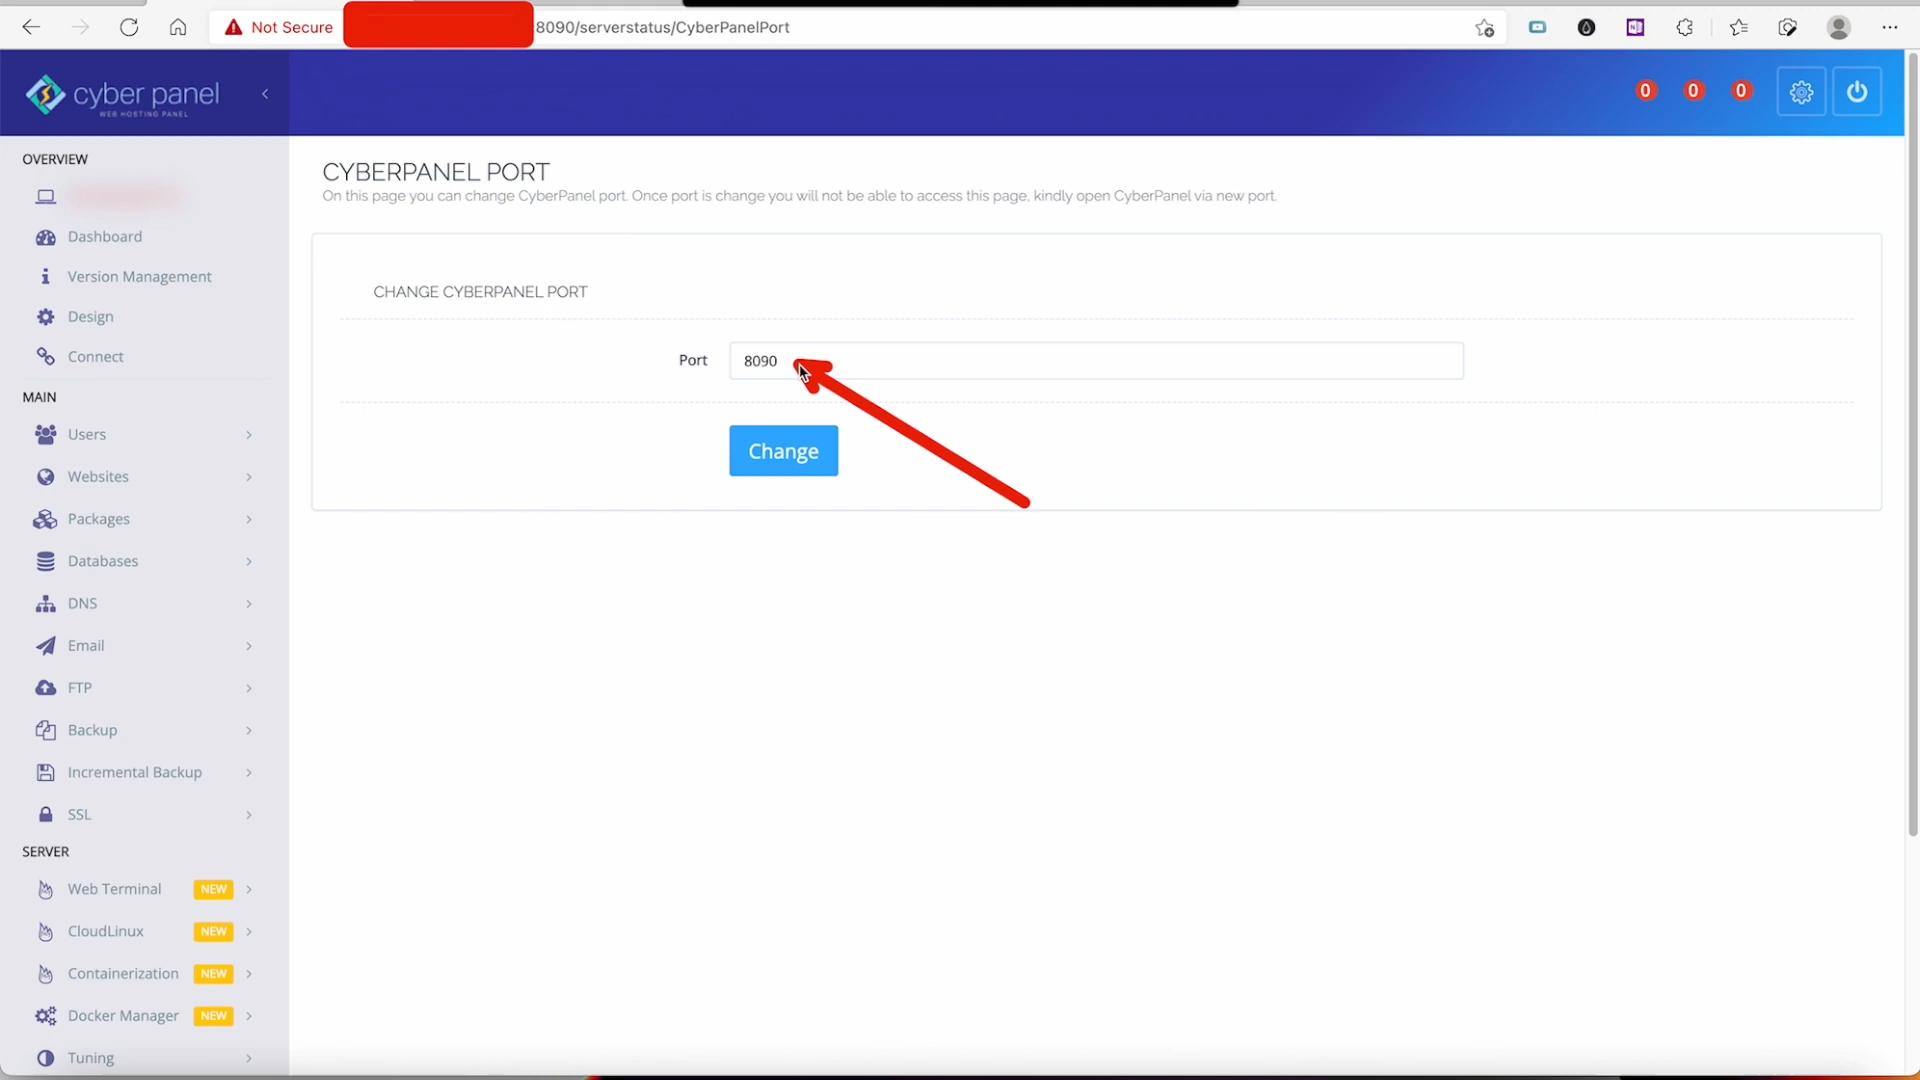 Not Secure
8090/serverstatus/CyberPanelPort
cyber panel
WEB HOSTING PANEL
0 0 0
OVERVIEW
Dashboard
Version Management
Design
Connect
MAIN
Users
Websites
Packages
Databases
DNS
Email
FTP
Backup
Incremental Backup
SSL
SERVER
Web Terminal NEW
CloudLinux NEW
Containerization NEW
Docker Manager NEW
Tuning
CYBERPANEL PORT
On this page you can change CyberPanel port. Once port is change you will not be able to access this page, kindly open CyberPanel via new port.
CHANGE CYBERPANEL PORT
Port 8090
Change